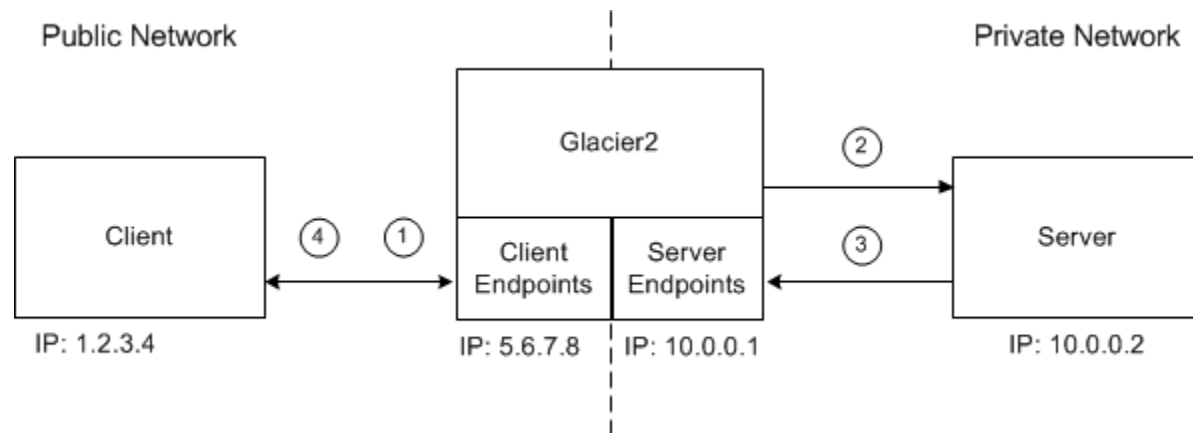 Public Network
Private Network
Glacier2
2
Client
4
1
Client
Endpoints
Server
Endpoints
3
Server
IP: 1.2.3.4
IP: 5.6.7.8
IP: 10.0.0.1
IP: 10.0.0.2